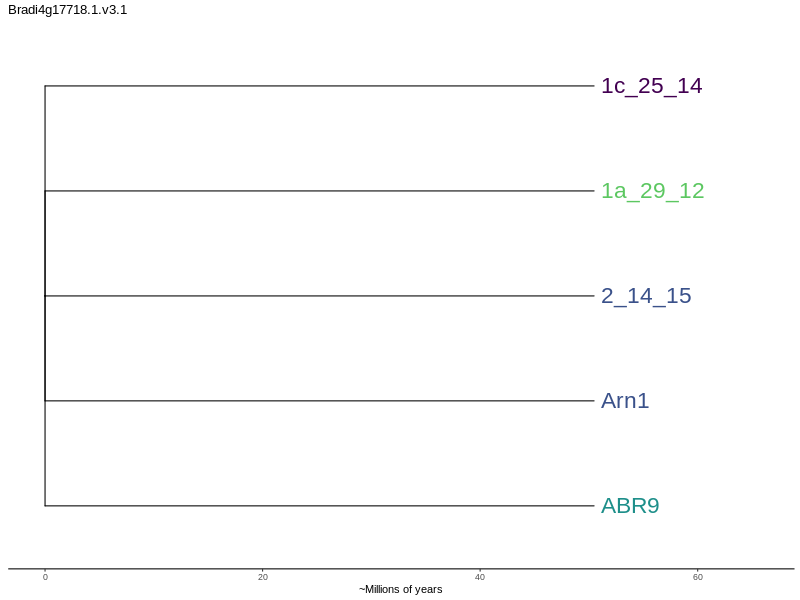 Bradi4g17718.1.v3.1
1c_25_14
1a_29_12
2_14_15
Arn1
ABR9
0 20 40 60
~Millions of years